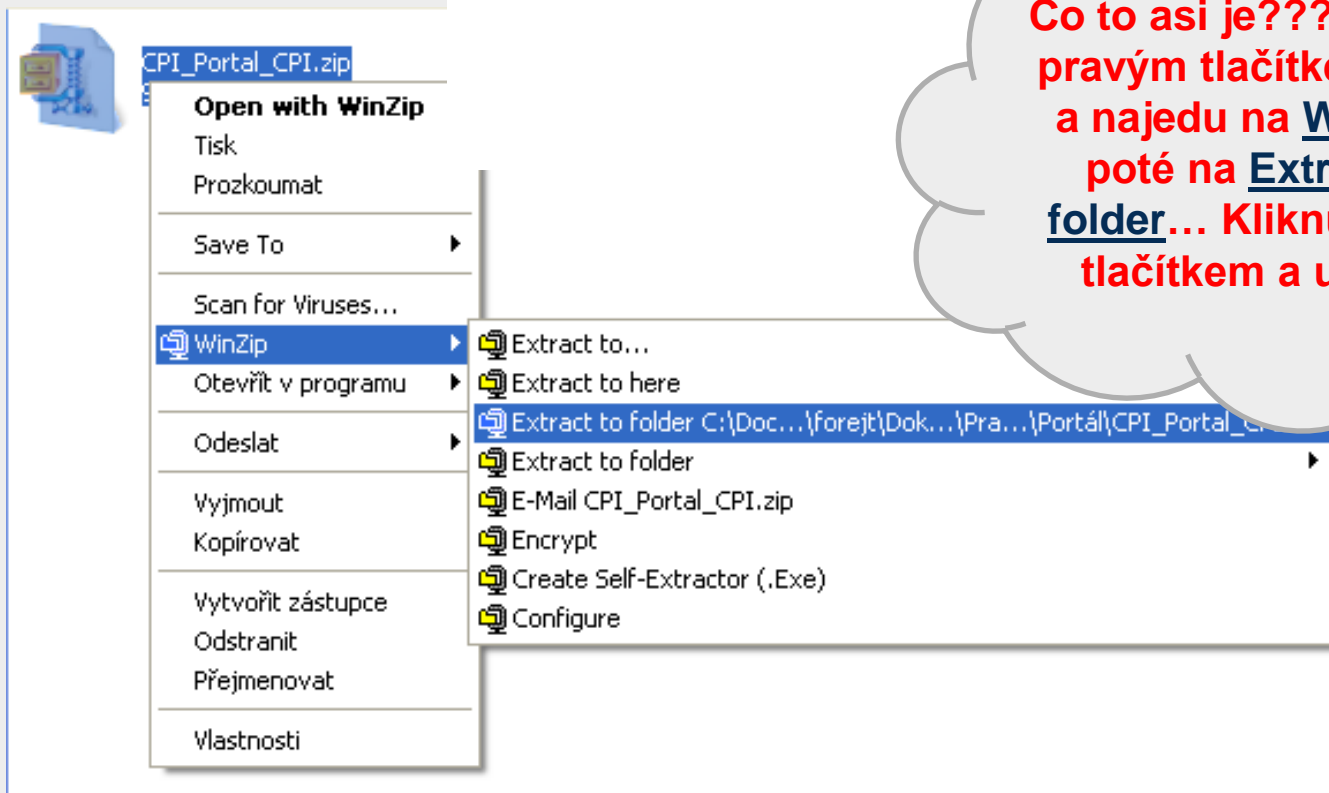 CPI_Portal_CPI.zip
Open with WinZip
Tisk
Prozkoumat
Save To
Scan for Viruses...
WinZip
Otevřít v programu
Odeslat
Vyjmout
Kopírovat
Vytvořit zástupce
Odstranit
Přejmenovat
Vlastnosti
Extract to...
Extract to here
Extract to folder C:\Doc...\forejt\Dok...\Pra...\Portál\CPI_Portal_
Extract to folder
E-Mail CPI_Portal_CPI.zip
Encrypt
Create Self-Extractor (.Exe)
Configure
Co to asi je???
pravým
a najedu na
poté na
folder…
tlačítkem a